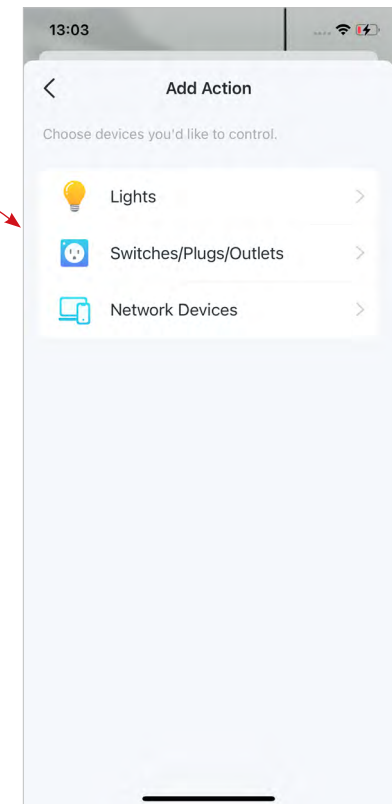 13:03
Add Action
Choose devices you'd like to control.
Lights
Switches/Plugs/Outlets
Network Devices